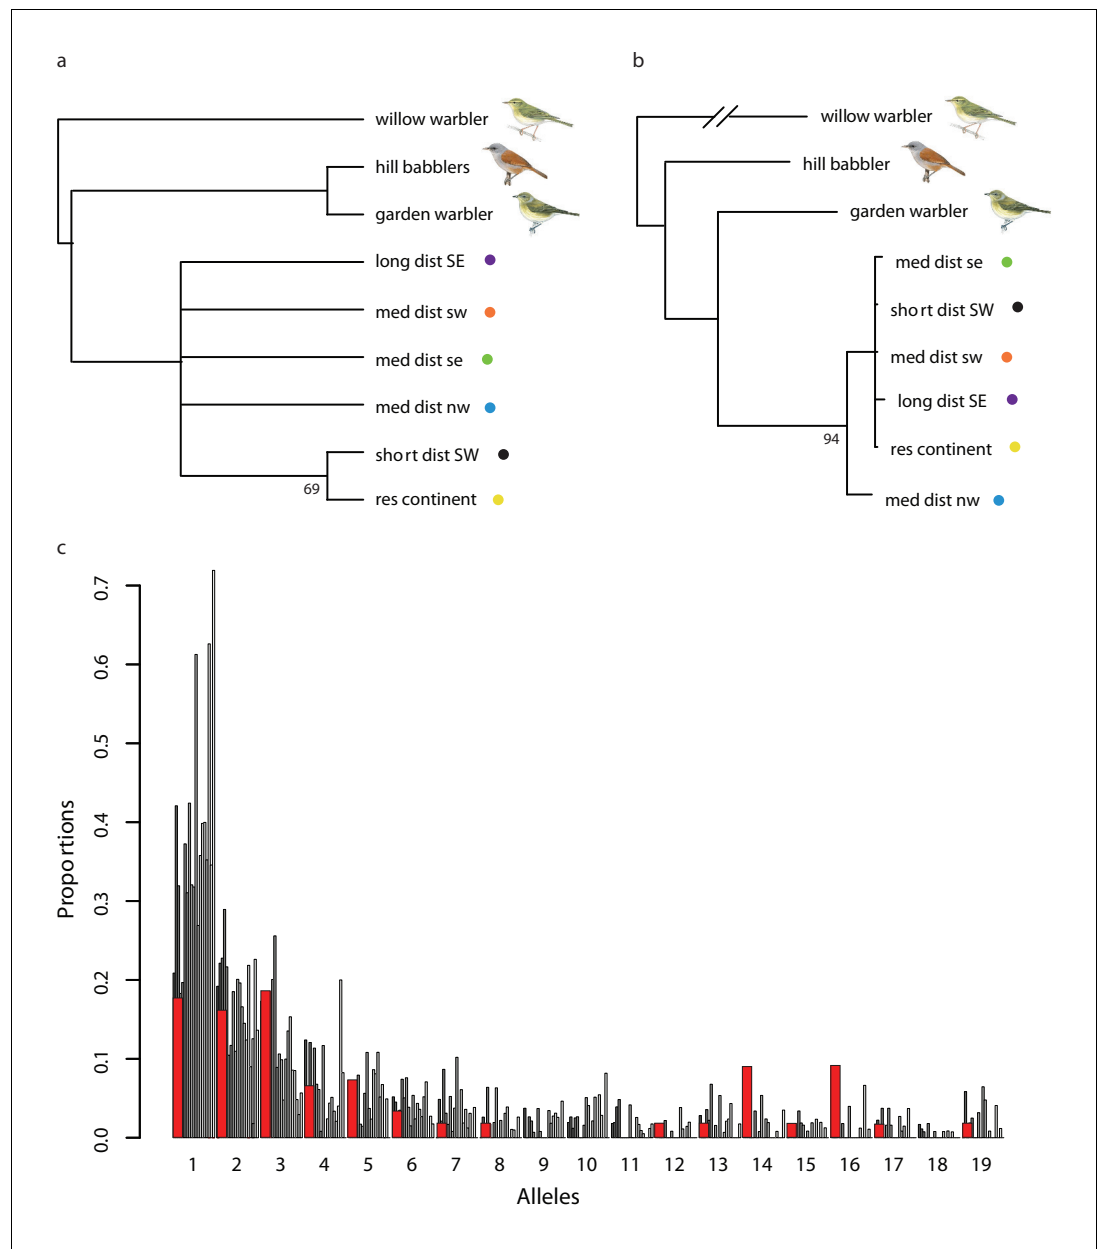 a
willow warbler
hill babblers
garden warbler
long dist SE
med dist sw
med dist se
med dist nw
short dist SW
69
res continent
b
willow warbler
hill babbler
garden warbler
med dist se
short dist SW
med dist sw
long dist SE
94
res continent
med dist nw
c
Proportions
0.7
0.6
0.5
0.4
0.3
0.2
0.1
0.0
1 2 3 4 5 6 7 8 9 10 11 12 13 14 15 16 17 18 19
Alleles